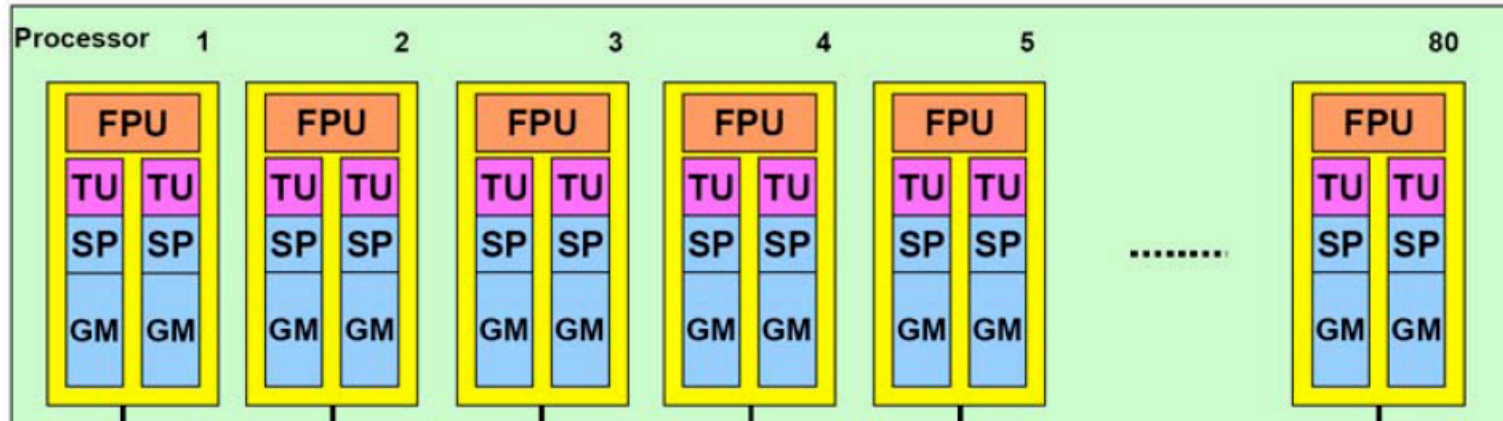 Processor 1 2 3 4 5 80
FPU FPU FPU FPU FPU FPU
TU TU TU TU TU TU TU TU TU TU TU TU
SP SP SP SP SP SP SP SP SP SP SP SP
GM GM GM GM GM GM GM GM GM GM GM GM